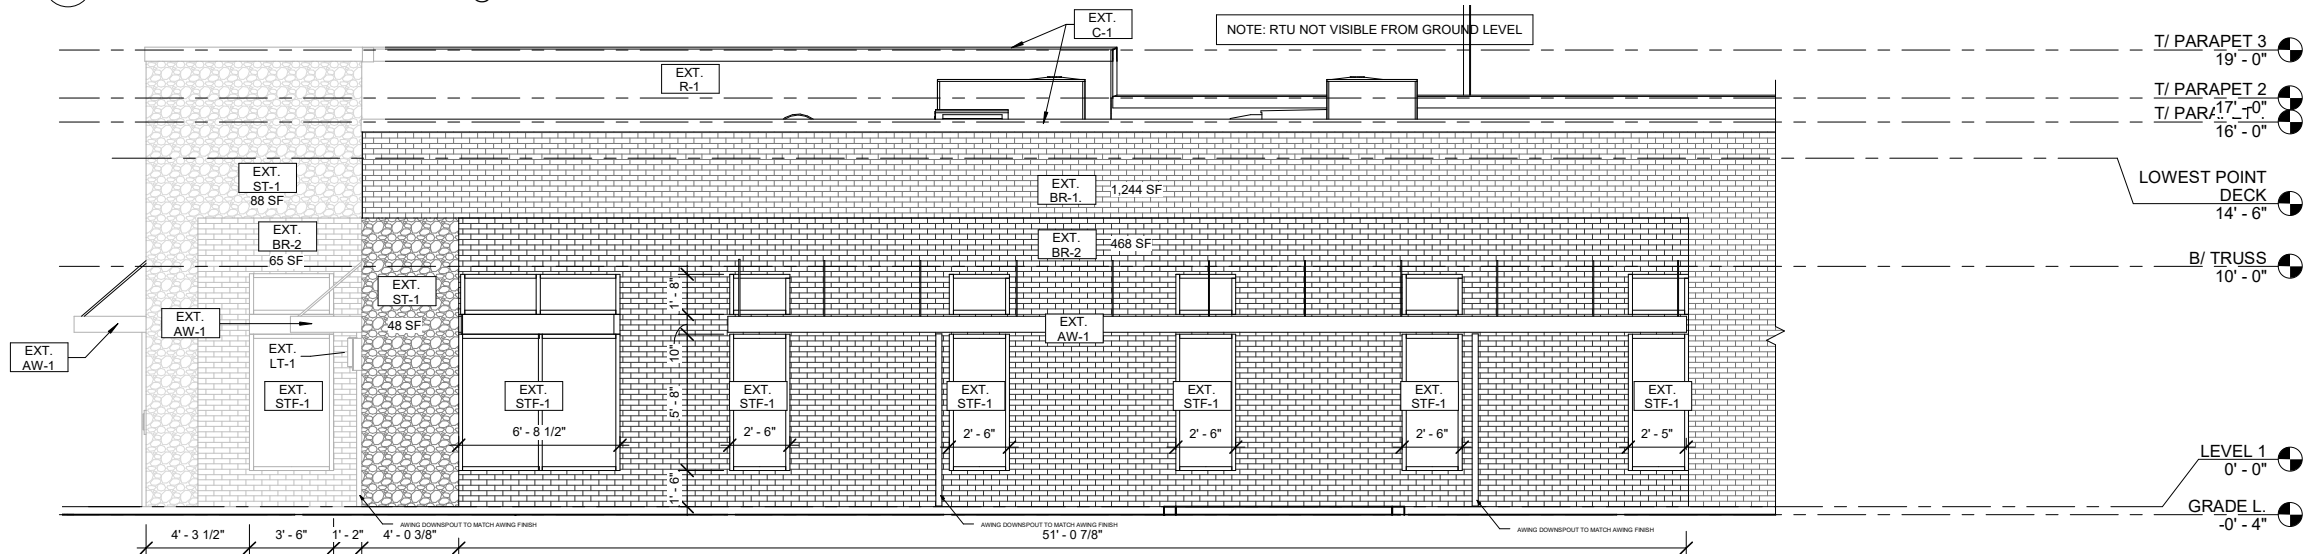 EXT.
C-1
NOTE: RTU NOT VISIBLE FROM GROUND LEVEL
T/ PARAPET 3
19' - 0"
EXT.
R-1
T/ PARAPET 2
17' - 0"
16' - 0"
EXT.
ST-1
88 SF
EXT.
BR-1.
1,244 SF
LOWEST POINT
DECK
14' - 6"
EXT.
BR-2
65 SF
EXT.
BR-2
468 SF
B/ TRUSS
10' - 0"
EXT.
ST-1
48 SF
1' - 8"
EXT.
AW-1
EXT.
AW-1
EXT.
AW-1
EXT.
LT-1
10"
EXT.
STF-1
EXT.
STF-1
5' - 8"
EXT.
STF-1
EXT.
STF-1
EXT.
STF-1
EXT.
STF-1
EXT.
STF-1
6' - 8 1/2"
2' - 6"
2' - 6"
2' - 6"
2' - 6"
2' - 5"
1' - 6"
LEVEL 1
0' - 0"
GRADE L.
-0' - 4"
AWING DOWNSPOUT TO MATCH AWING FINISH
AWING DOWNSPOUT TO MATCH AWING FINISH
AWING DOWNSPOUT TO MATCH AWING FINISH
4' - 3 1/2"
3' - 6"
1' - 2"
4' - 0 3/8"
51' - 0 7/8"